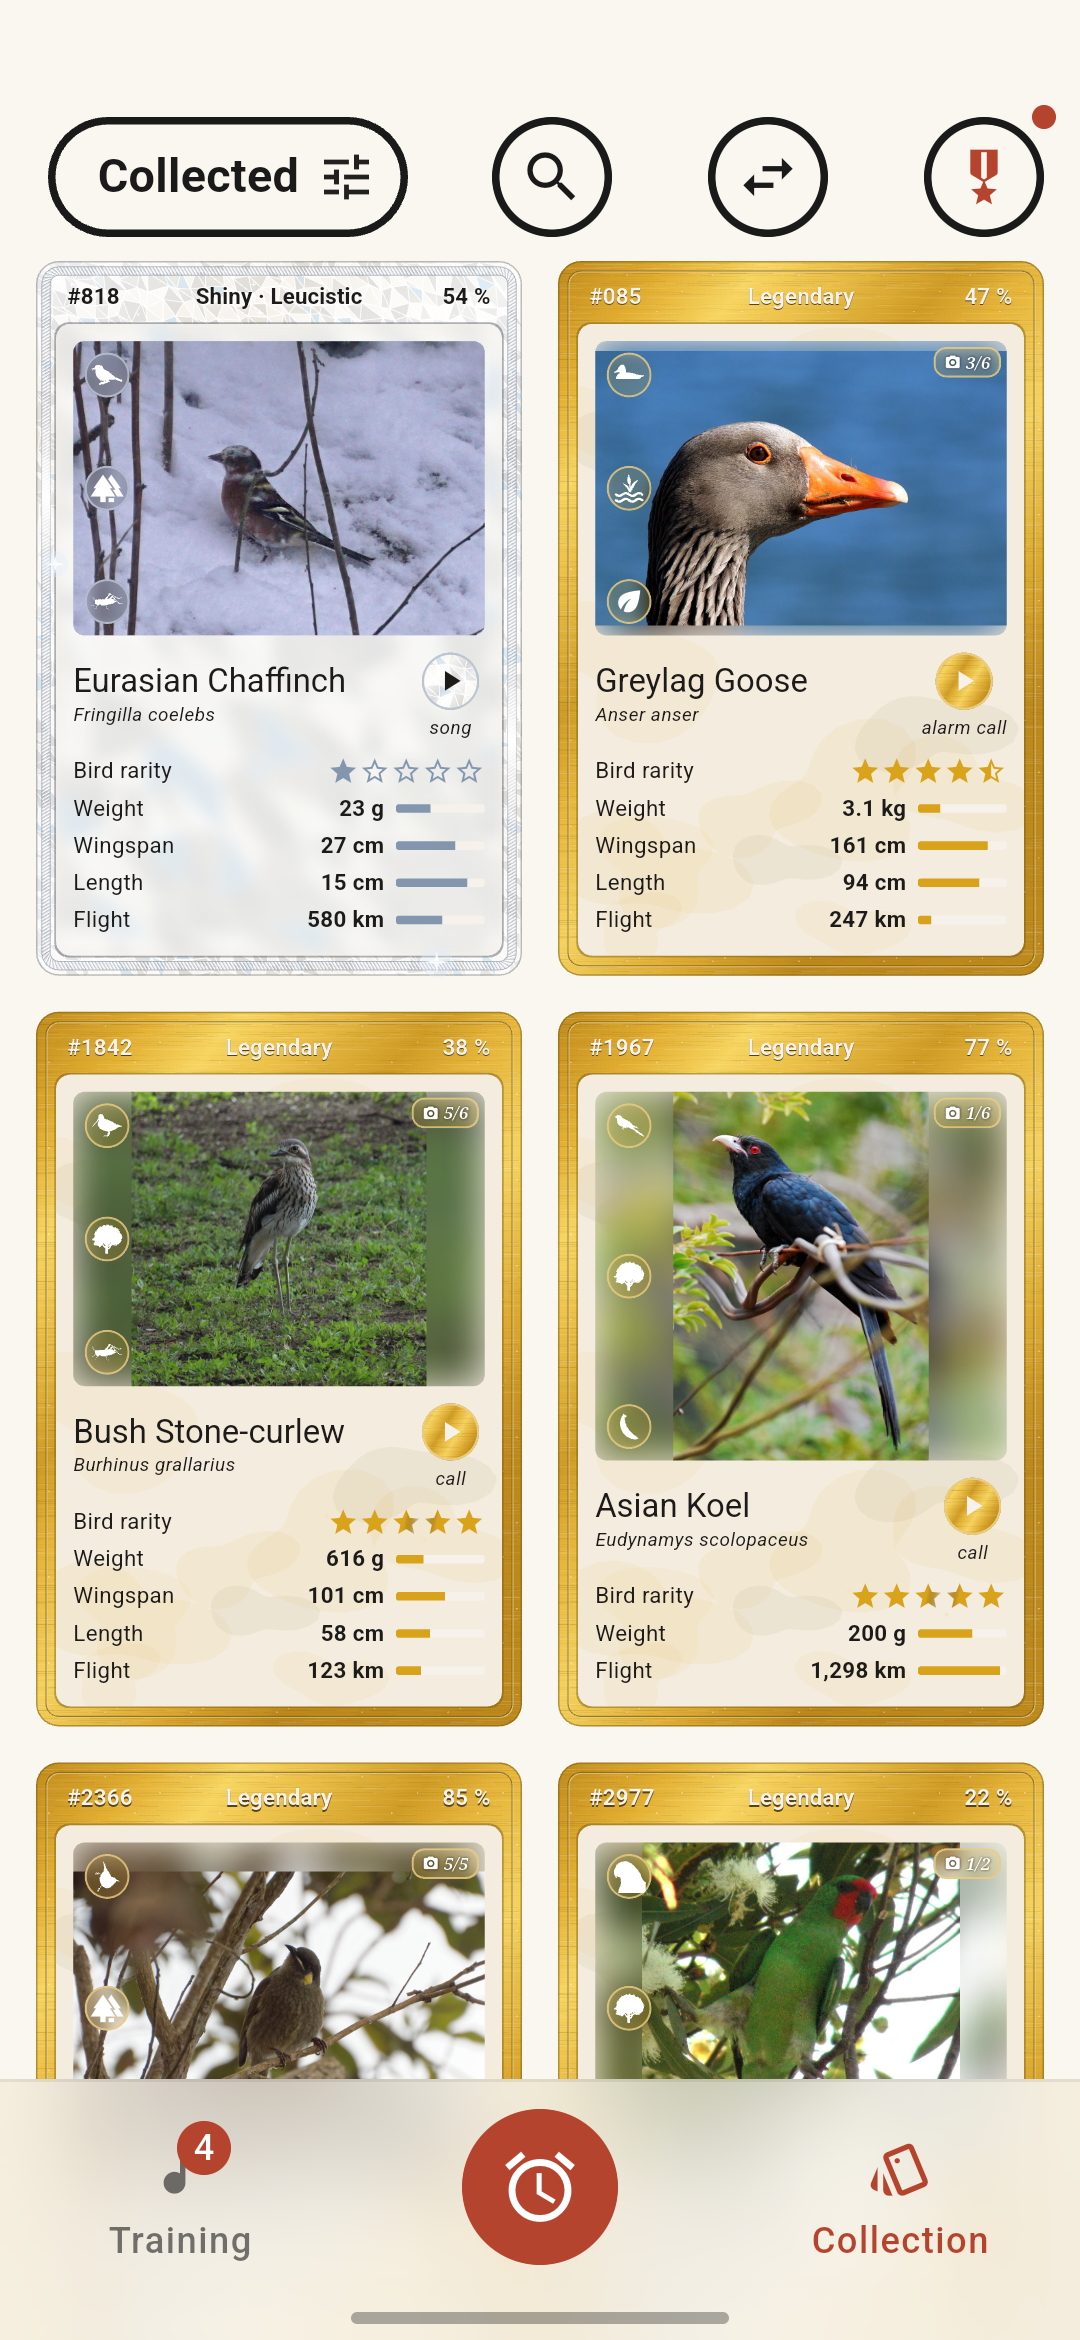 Collected
#818 Shiny · Leucistic 54 %
Eurasian Chaffinch
Fringilla coelebs
song
Bird rarity
Weight 23 g
Wingspan 27 cm
Length 15 cm
Flight 580 km
#085 Legendary 47 %
3/6
Greylag Goose
Anser anser
alarm call
Bird rarity
Weight 3.1 kg
Wingspan 161 cm
Length 94 cm
Flight 247 km
#1842 Legendary 38 %
5/6
Bush Stone-curlew
Burhinus grallarius
call
Bird rarity
Weight 616 g
Wingspan 101 cm
Length 58 cm
Flight 123 km
#1967 Legendary 77 %
1/6
Asian Koel
Eudynamys scolopaceus
call
Bird rarity
Weight 200 g
Flight 1,298 km
#2366 Legendary 85 %
5/5
#2977 Legendary 22 %
1/2
4
Training
Collection